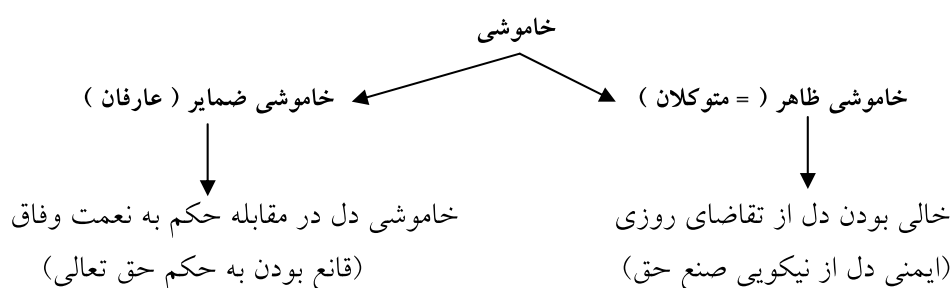 خاموشی
خاموشی ظاهر ( = متوکلان )
خاموشی ضمایر ( عارفان )
خالی بودن دل از تقاضای روزی
(ایمنی دل از نیکویی صنع حق)
خاموشی دل در مقابله حکم به نعمت وفاق
(قانع بودن به حکم حق تعالی)